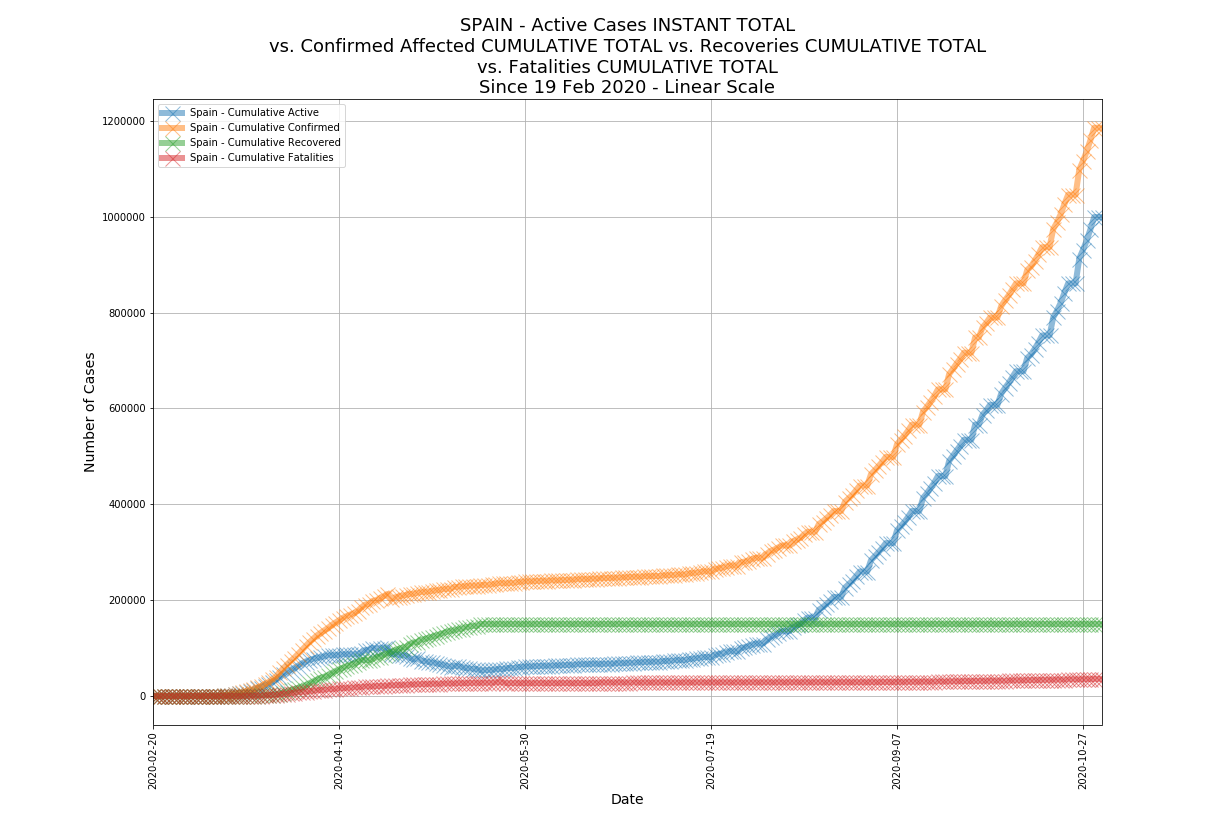 SPAIN - Active Cases INSTANT TOTAL
vs. Confirmed Affected CUMULATIVE TOTAL vs. Recoveries CUMULATIVE TOTAL
vs. Fatalities CUMULATIVE TOTAL
Since 19 Feb 2020 - Linear Scale
Spain - Cumulative Active
Spain - Cumulative Confirmed
Spain - Cumulative Recovered
Spain - Cumulative Fatalities
1200000
1000000
800000
600000
400000
200000
0
Number of Cases
2020-02-20
2020-04-10
2020-05-30
2020-07-19
2020-09-07
2020-10-27
Date